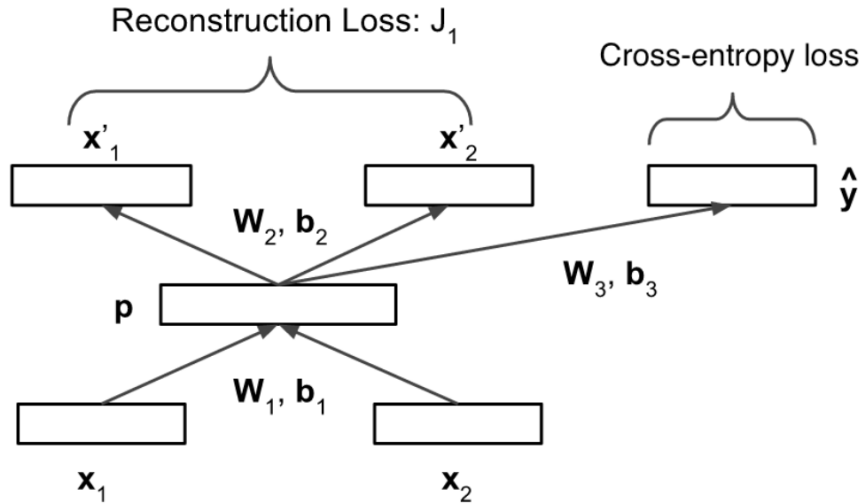 Reconstruction Loss: J₁
Cross-entropy loss
x'₁
x'₂
ŷ
W₂, b₂
W₃, b₃
p
W₁, b₁
x₁
x₂